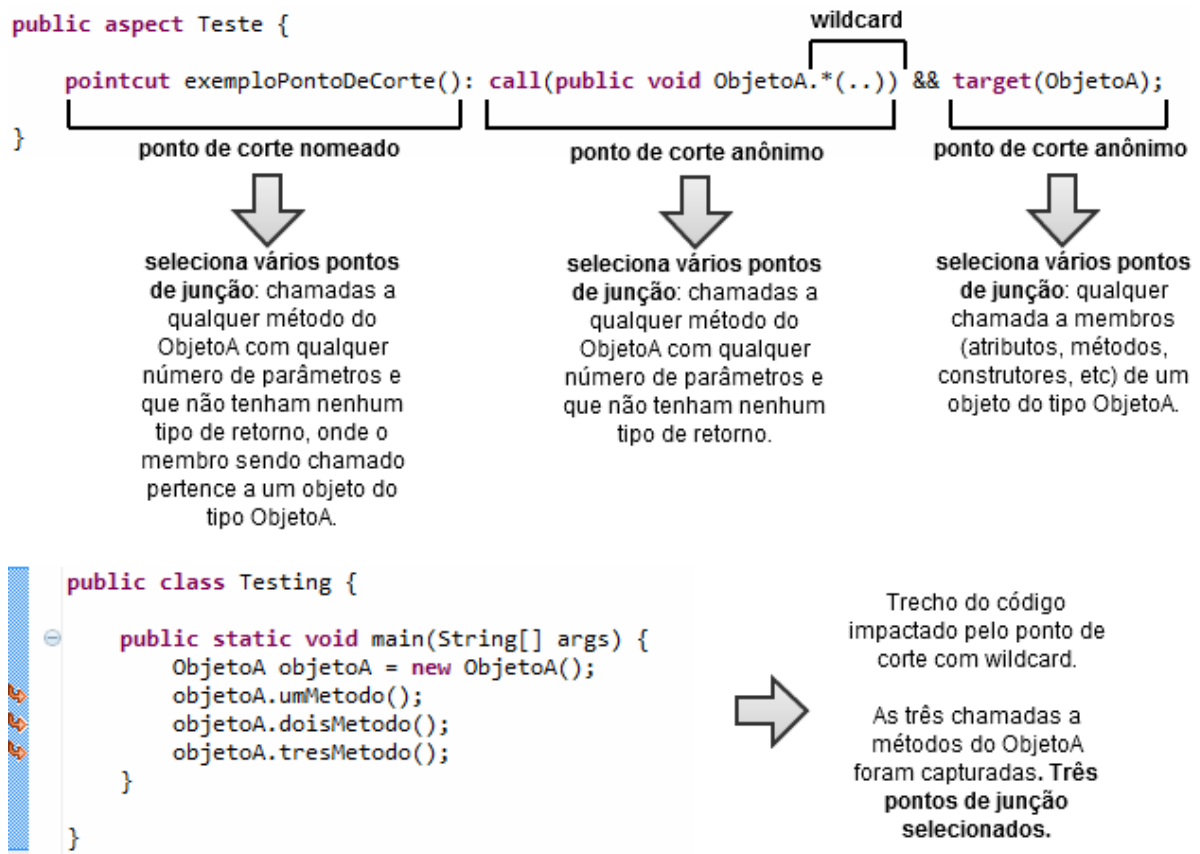 wildcard
public aspect Teste {
pointcut exemploPontoDeCorte(): call(public void ObjetoA.*(..)) && target(ObjetoA);
}
ponto de corte nomeado
seleciona vários pontos
de junção: chamadas a
qualquer método do
ObjetoA com qualquer
número de parâmetros e
que não tenham nenhum
tipo de retorno, onde o
membro sendo chamado
pertence a um objeto do
tipo ObjetoA.
ponto de corte anônimo
seleciona vários pontos
de junção: chamadas a
qualquer método do
ObjetoA com qualquer
número de parâmetros e
que não tenham nenhum
tipo de retorno.
ponto de corte anônimo
seleciona vários pontos
de junção: qualquer
chamada a membros
(atributos, métodos,
construtores, etc) de um
objeto do tipo ObjetoA.
public class Testing {
public static void main(String[] args) {
ObjetoA objetoA = new ObjetoA();
objetoA.umMetodo();
objetoA.doisMetodo();
objetoA.tresMetodo();
}
}
Trecho do código
impactado pelo ponto de
corte com wildcard.
As três chamadas a
métodos do ObjetoA
foram capturadas. Três
pontos de junção
selecionados.